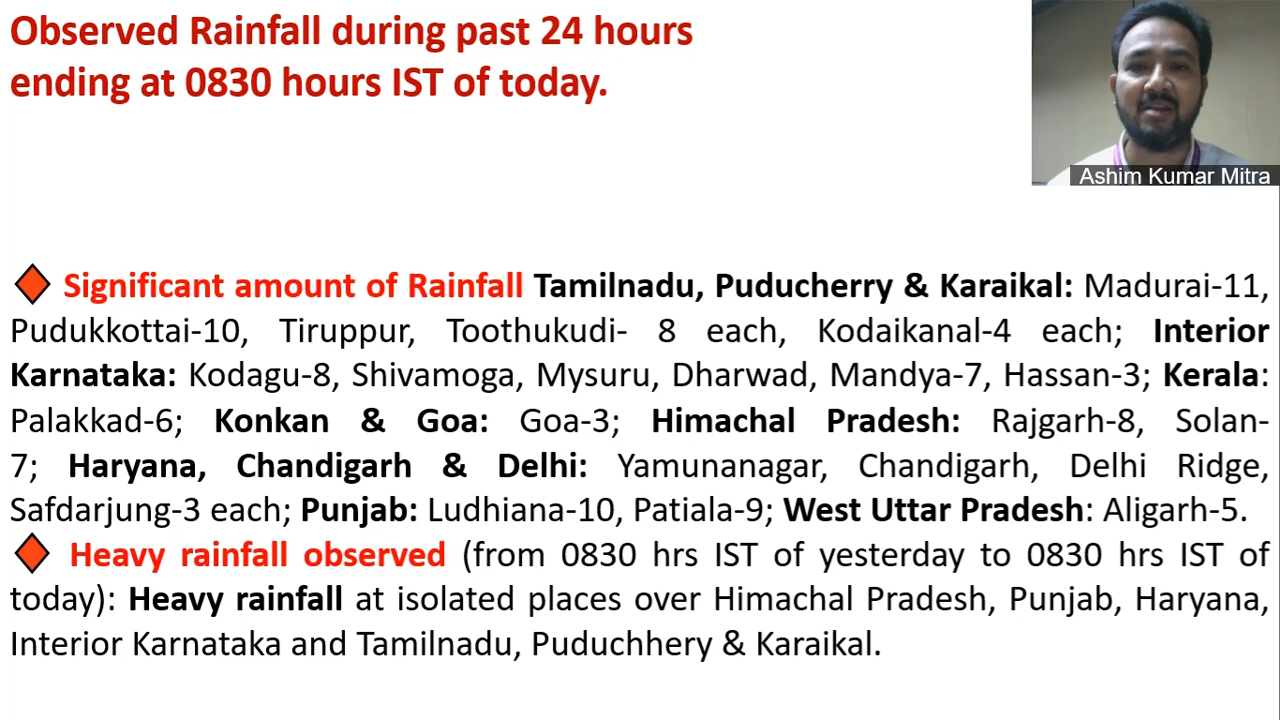 Observed Rainfall during past 24 hours
ending at 0830 hours IST of today.
Ashim Kumar Mitra
Significant amount of Rainfall Tamilnadu, Puducherry & Karaikal: Madurai-11,
Pudukkottai-10, Tiruppur, Toothukudi- 8 each, Kodaikanal-4 each; Interior
Karnataka: Kodagu-8, Shivamoga, Mysuru, Dharwad, Mandya-7, Hassan-3; Kerala:
Palakkad-6; Konkan & Goa: Goa-3; Himachal Pradesh: Rajgarh-8, Solan-
7; Haryana, Chandigarh & Delhi: Yamunanagar, Chandigarh, Delhi Ridge,
Safdarjung-3 each; Punjab: Ludhiana-10, Patiala-9; West Uttar Pradesh: Aligarh-5.
Heavy rainfall observed (from 0830 hrs IST of yesterday to 0830 hrs IST of
today): Heavy rainfall at isolated places over Himachal Pradesh, Punjab, Haryana,
Interior Karnataka and Tamilnadu, Puduchhery & Karaikal.